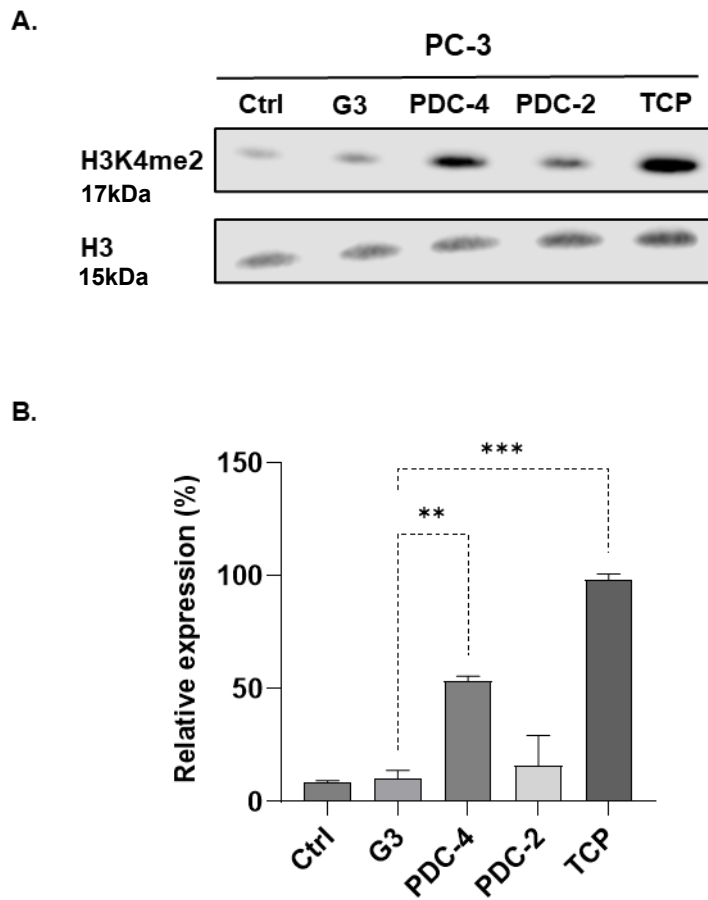 A.
PC-3
Ctrl G3 PDC-4 PDC-2 TCP
H3K4me2
17kDa
H3
15kDa
B.
Relative expression (%)
150
100
50
0
***
**
Ctrl
G3
PDC-4
PDC-2
TCP